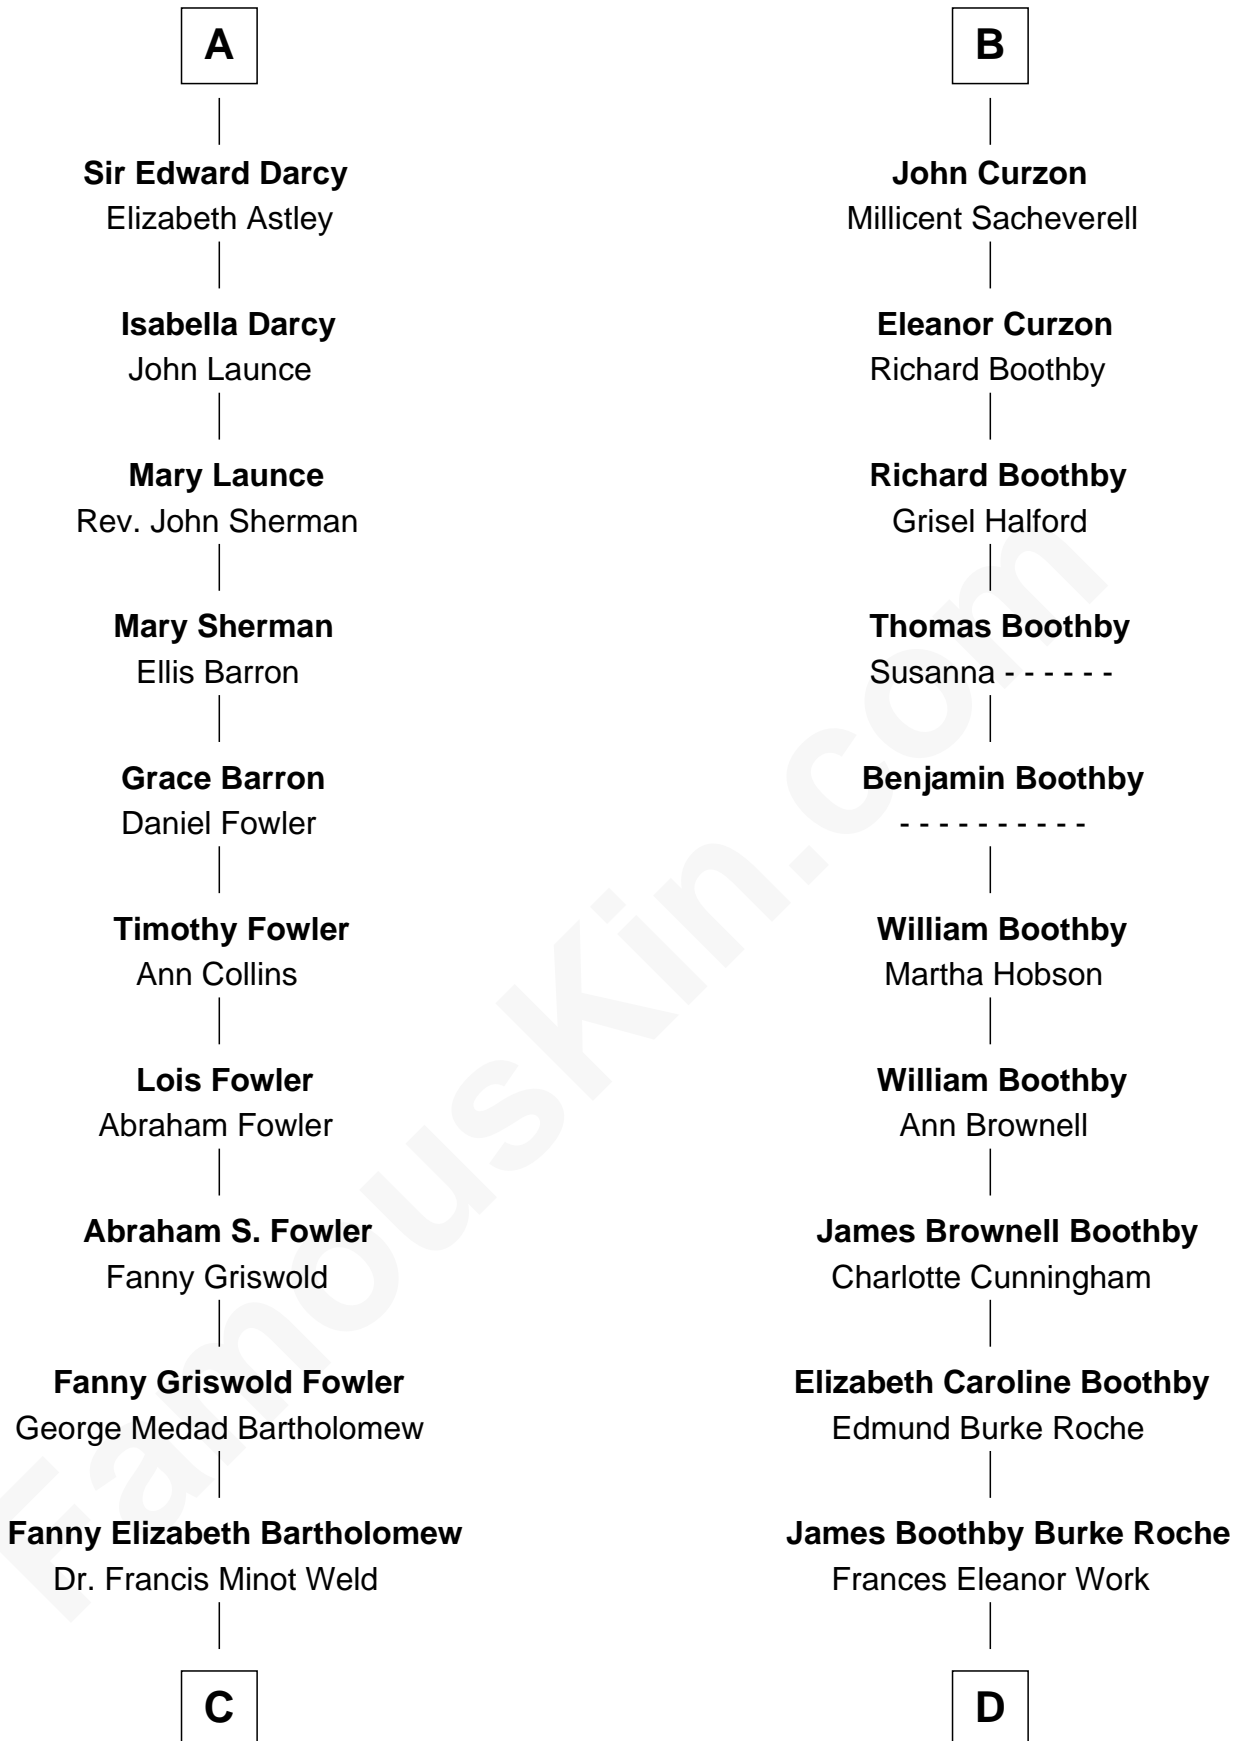 A
Sir Edward Darcy
Elizabeth Astley
Isabella Darcy
John Launce
Mary Launce
Rev. John Sherman
Mary Sherman
Ellis Barron
Grace Barron
Daniel Fowler
Timothy Fowler
Ann Collins
Lois Fowler
Abraham Fowler
Abraham S. Fowler
Fanny Griswold
Fanny Griswold Fowler
George Medad Bartholomew
Fanny Elizabeth Bartholomew
Dr. Francis Minot Weld
C
B
John Curzon
Millicent Sacheverell
Eleanor Curzon
Richard Boothby
Richard Boothby
Grisel Halford
Thomas Boothby
Susanna - - - - - -
Benjamin Boothby
- - - - - - - - - -
William Boothby
Martha Hobson
William Boothby
Ann Brownell
James Brownell Boothby
Charlotte Cunningham
Elizabeth Caroline Boothby
Edmund Burke Roche
James Boothby Burke Roche
Frances Eleanor Work
D
FamousKin.com